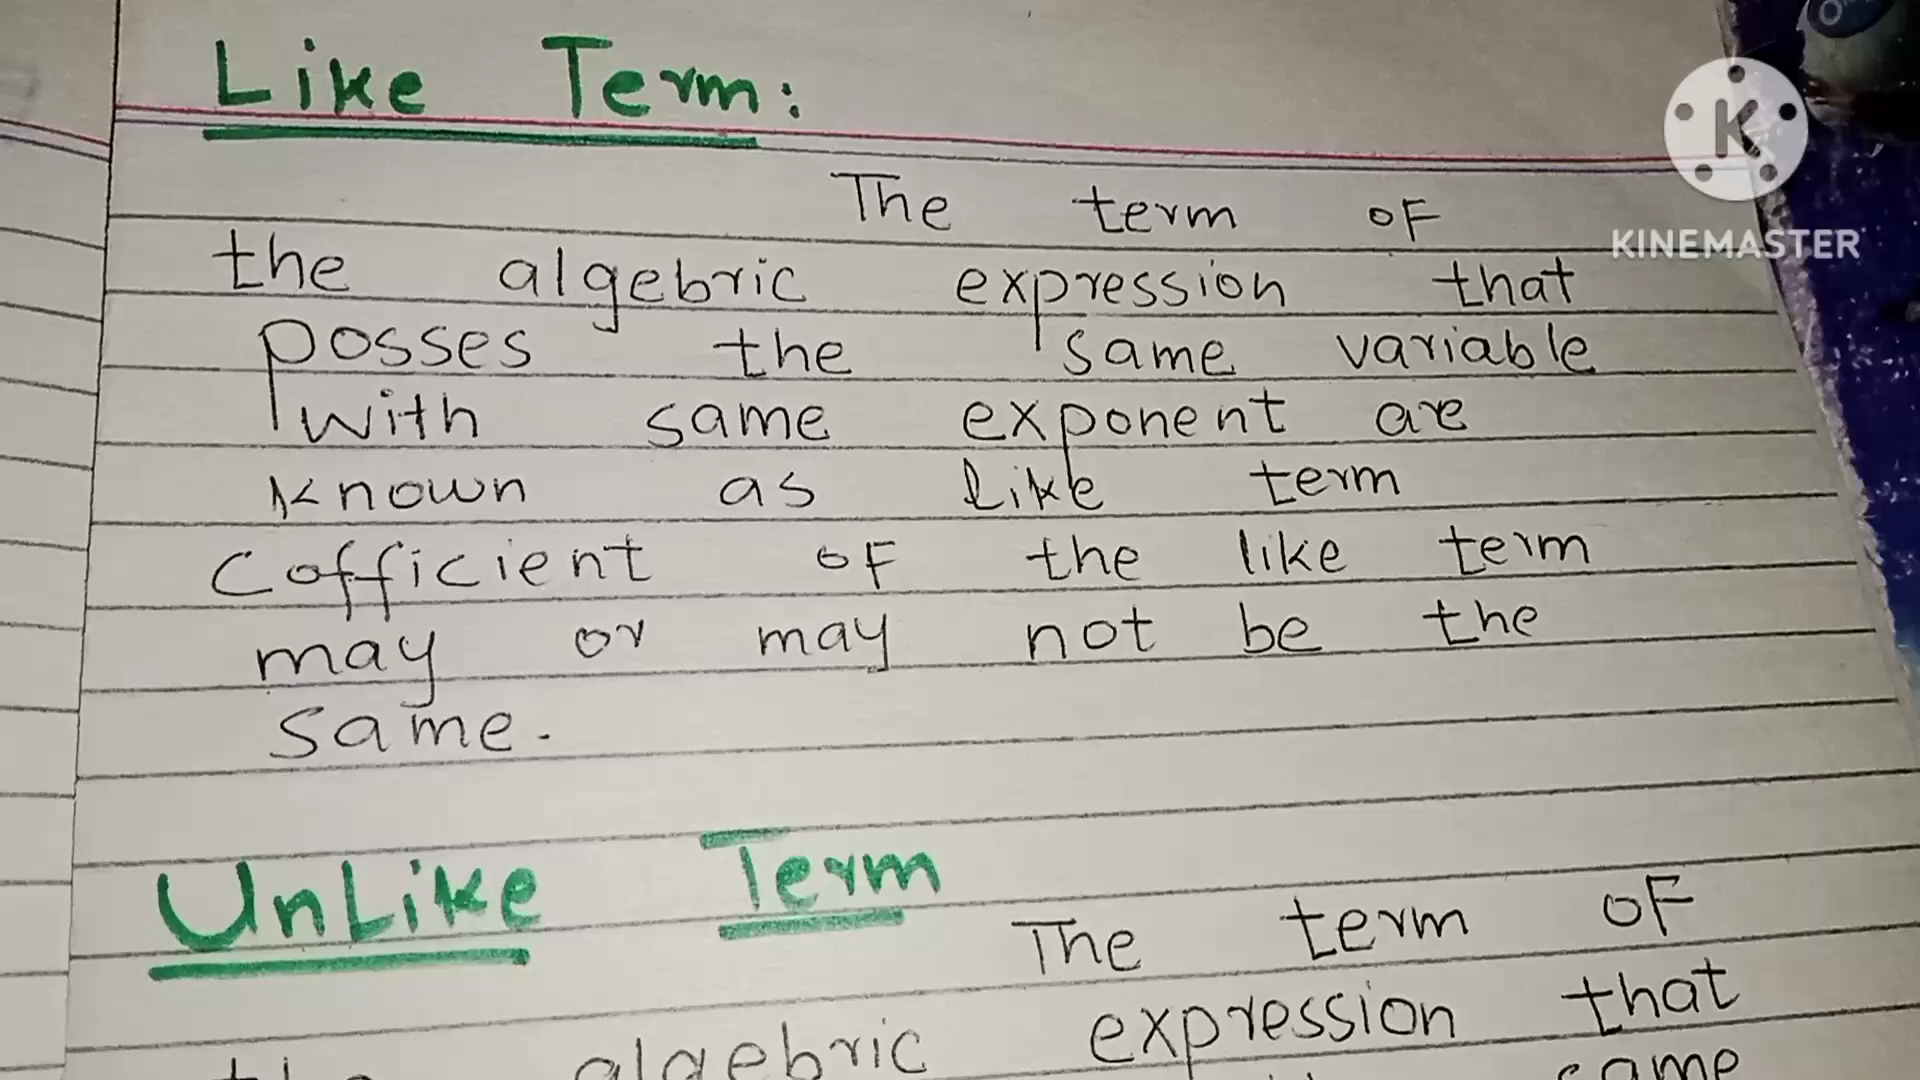 Like Term:
The term of
the algebric expression that
posses the same variable
with same exponent are
known as like term
Cofficient of the like term
may or may not be the
same.
UnLike Term
The term of
algebric expression that
same
KINEMASTER